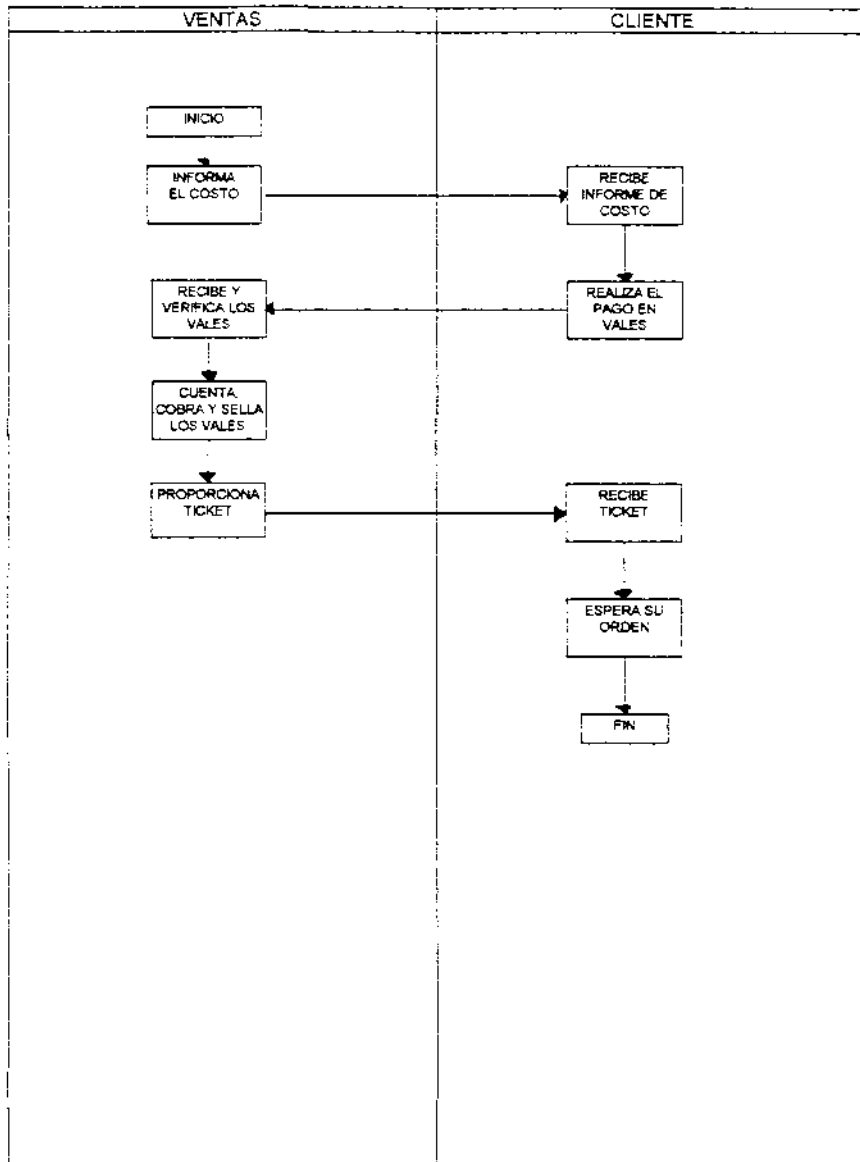 VENTAS
CLIENTE
INICIO
INFORMA
EL COSTO
RECIBE
INFORME DE
COSTO
RECIBE Y
VERIFICA LOS
VALES
REALIZA EL
PAGO EN
VALES
CUENTA
COBRA Y SELLA
LOS VALES
PROPORCIONA
TICKET
RECIBE
TICKET
ESPERA SU
ORDEN
FIN